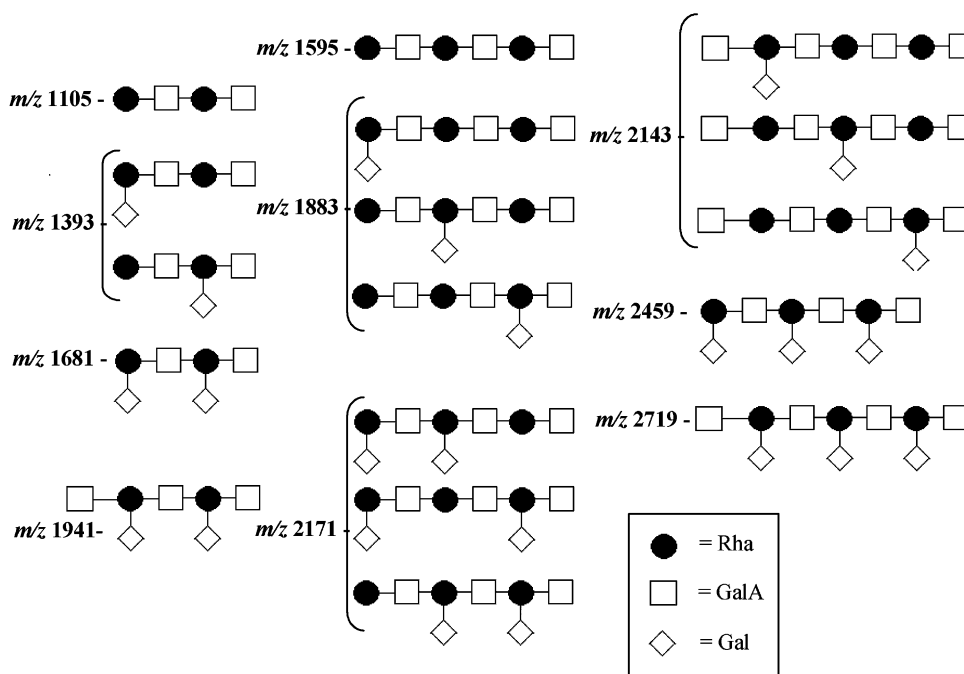 m/z 1105 -
m/z 1393 -
m/z 1681 -
m/z 1941-
m/z 1595 -
m/z 1883 -
m/z 2171 -
m/z 2143 -
m/z 2459 -
m/z 2719 -
= Rha
= GalA
= Gal